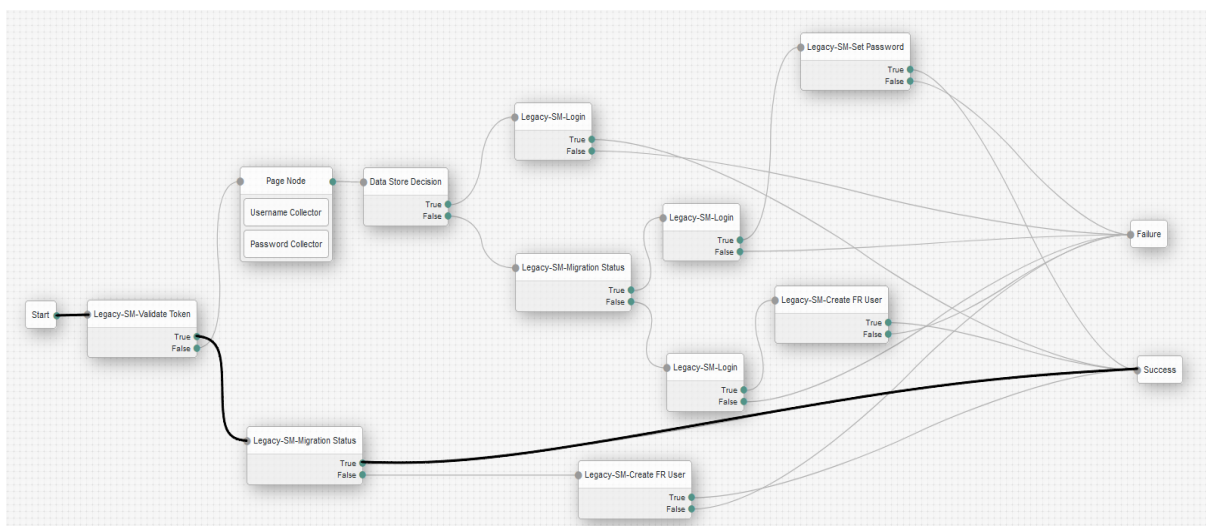 Legacy-SM-Set Password
True
False
Legacy-SM-Login
True
False
Page Node
Username Collector
Password Collector
Data Store Decision
True
False
Legacy-SM-Login
True
False
Failure
Legacy-SM-Migration Status
True
False
Legacy-SM-Create FR User
True
False
Start
Legacy-SM-Validate Token
True
False
Legacy-SM-Login
True
False
Success
Legacy-SM-Migration Status
True
False
Legacy-SM-Create FR User
True
False